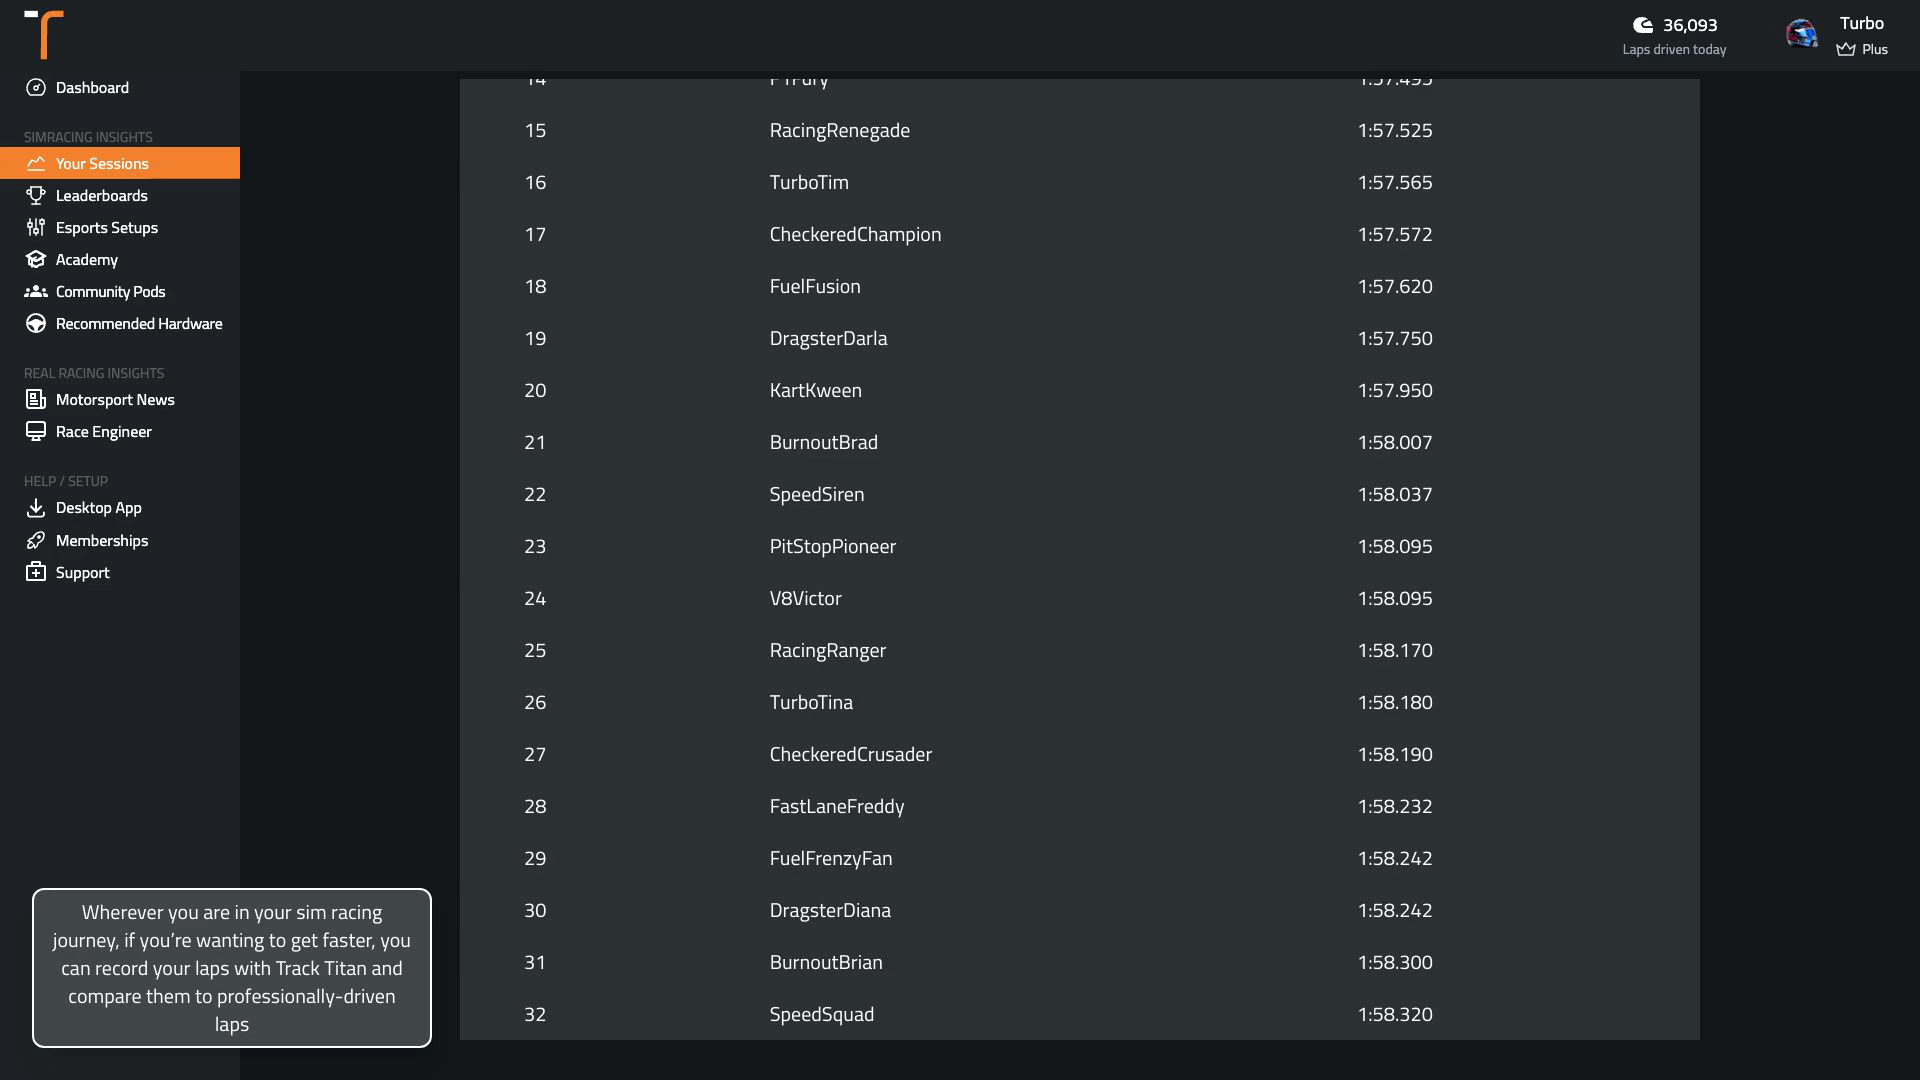 36,093
Laps driven today
Turbo
Plus
Dashboard
SIMRACING INSIGHTS
Your Sessions
Leaderboards
Esports Setups
Academy
Community Pods
Recommended Hardware
REAL RACING INSIGHTS
Motorsport News
Race Engineer
HELP / SETUP
Desktop App
Memberships
Support
14 F1Fury 1:57.495
15 RacingRenegade 1:57.525
16 TurboTim 1:57.565
17 CheckeredChampion 1:57.572
18 FuelFusion 1:57.620
19 DragsterDarla 1:57.750
20 KartKween 1:57.950
21 BurnoutBrad 1:58.007
22 SpeedSiren 1:58.037
23 PitStopPioneer 1:58.095
24 V8Victor 1:58.095
25 RacingRanger 1:58.170
26 TurboTina 1:58.180
27 CheckeredCrusader 1:58.190
28 FastLaneFreddy 1:58.232
29 FuelFrenzyFan 1:58.242
30 DragsterDiana 1:58.242
31 BurnoutBrian 1:58.300
32 SpeedSquad 1:58.320
Wherever you are in your sim racing
journey, if you’re wanting to get faster, you
can record your laps with Track Titan and
compare them to professionally-driven
laps